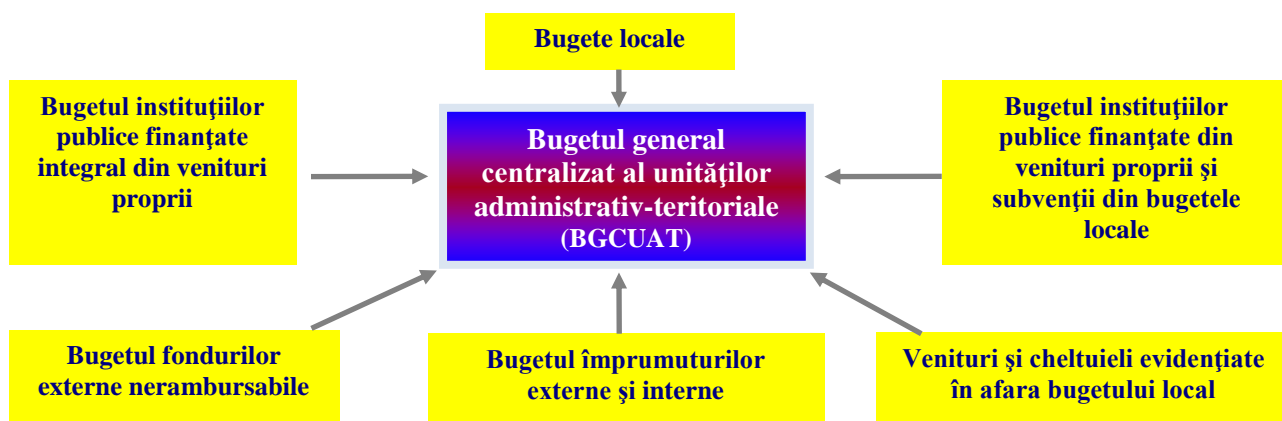 Bugete locale
Bugetul instituţiilor
publice finanţate
integral din venituri
proprii
Bugetul general
centralizat al unităţilor
administrativ-teritoriale
(BGCUAT)
Bugetul instituţiilor
publice finanţate din
venituri proprii şi
subvenţii din bugetele
locale
Bugetul fondurilor
externe nerambursabile
Bugetul împrumuturilor
externe şi interne
Venituri şi cheltuieli evidenţiate
în afara bugetului local